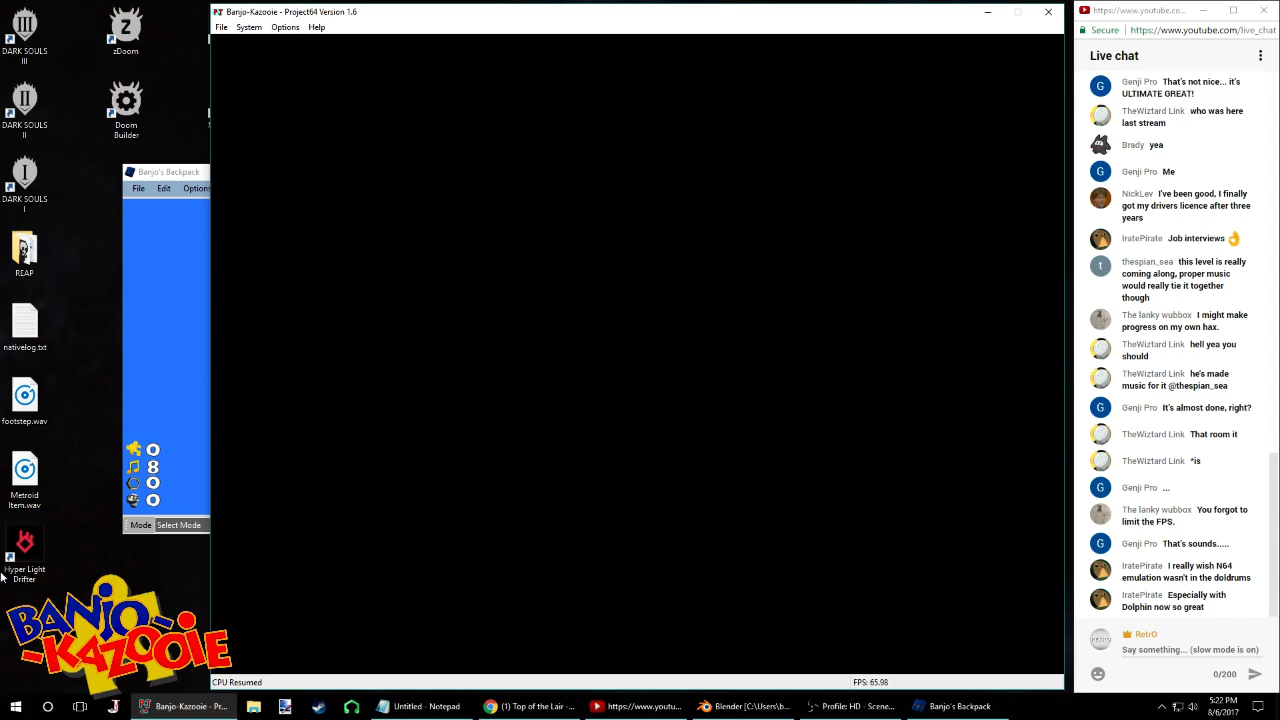 DARK SOULS
III
zDoom
DARK SOULS
II
Doom
Builder
DARK SOULS
I
REAP
nativelog.txt
footstep.wav
Metroid
Item.wav
Hyper Light
Drifter
BANJO-
-KAZOOIE
Banjo's Backpack
File Edit Options
0
8
0
0
Mode Select Mode
Banjo-Kazooie - Project64 Version 1.6
File System Options Help
CPU Resumed
FPS: 65.98
https://www.youtube.co...
Secure https://www.youtube.com/live_chat
Live chat
G Genji Pro That's not nice... it's
ULTIMATE GREAT!
TheWiztard Link who was here
last stream
Brady yea
G Genji Pro Me
NickLev I've been good, I finally
got my drivers licence after three
years
IratePirate Job interviews 👌
t thespian_sea this level is really
coming along, proper music
would really tie it together
though
The lanky wubbox I might make
progress on my own hax.
TheWiztard Link hell yea you
should
TheWiztard Link he's made
music for it @thespian_sea
G Genji Pro It's almost done, right?
TheWiztard Link That room it
TheWiztard Link *is
G Genji Pro ...
The lanky wubbox You forgot to
limit the FPS.
G Genji Pro That's sounds.....
IratePirate I really wish N64
emulation wasn't in the doldrums
IratePirate Especially with
Dolphin now so great
RETRO RetrO
Say something... (slow mode is on)
0/200
Banjo-Kazooie - Pr...
Untitled - Notepad
(1) Top of the Lair -...
https://www.youtu...
Blender [C:\Users\b...
Profile: HD - Scene...
Banjo's Backpack
5:22 PM
8/6/2017